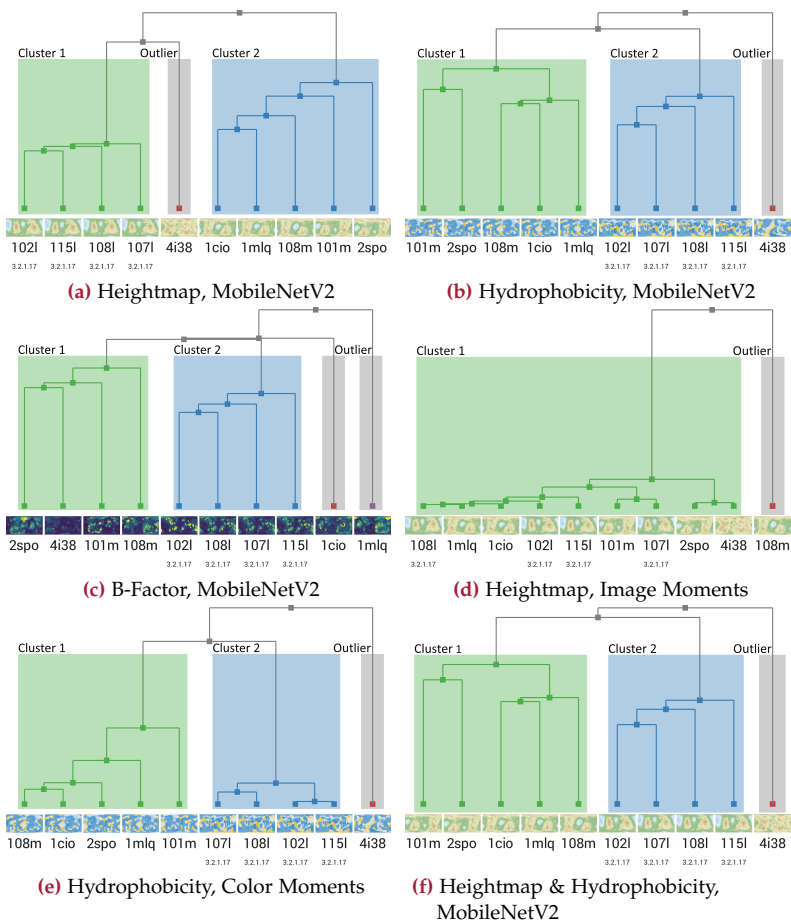 Cluster 1 Outlier Cluster 2
102l 115l 108l 107l 4i38 1cio 1mlq 108m 101m 2spo
3.2.1.17 3.2.1.17 3.2.1.17 3.2.1.17
(a) Heightmap, MobileNetV2
Cluster 1 Cluster 2 Outlier
101m 2spo 108m 1cio 1mlq 102l 107l 108l 115l 4i38
3.2.1.17 3.2.1.17 3.2.1.17 3.2.1.17
(b) Hydrophobicity, MobileNetV2
Cluster 1 Cluster 2 Outlier
2spo 4i38 101m 108m 102l 108l 107l 115l 1cio 1mlq
3.2.1.17 3.2.1.17 3.2.1.17 3.2.1.17
(c) B-Factor, MobileNetV2
Cluster 1 Outlier
108l 1mlq 1cio 102l 115l 101m 107l 2spo 4i38 108m
3.2.1.17 3.2.1.17 3.2.1.17 3.2.1.17
(d) Heightmap, Image Moments
Cluster 1 Cluster 2 Outlier
108m 1cio 2spo 1mlq 101m 107l 108l 102l 115l 4i38
3.2.1.17 3.2.1.17 3.2.1.17 3.2.1.17
(e) Hydrophobicity, Color Moments
Cluster 1 Cluster 2 Outlier
101m 2spo 1cio 1mlq 108m 102l 107l 108l 115l 4i38
3.2.1.17 3.2.1.17 3.2.1.17 3.2.1.17
(f) Heightmap & Hydrophobicity,
MobileNetV2